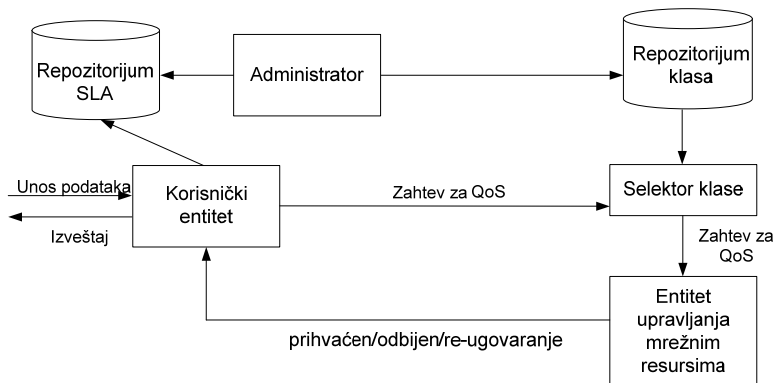 Repozitorijum
SLA
Administrator
Repozitorijum
klasa
Unos podataka
Izveštaj
Korisnički
entitet
Zahtev za QoS
Selektor klase
Zahtev za
QoS
Entitet
upravljanja
mrežnim
resursima
prihvaćen/odbijen/re-ugovaranje